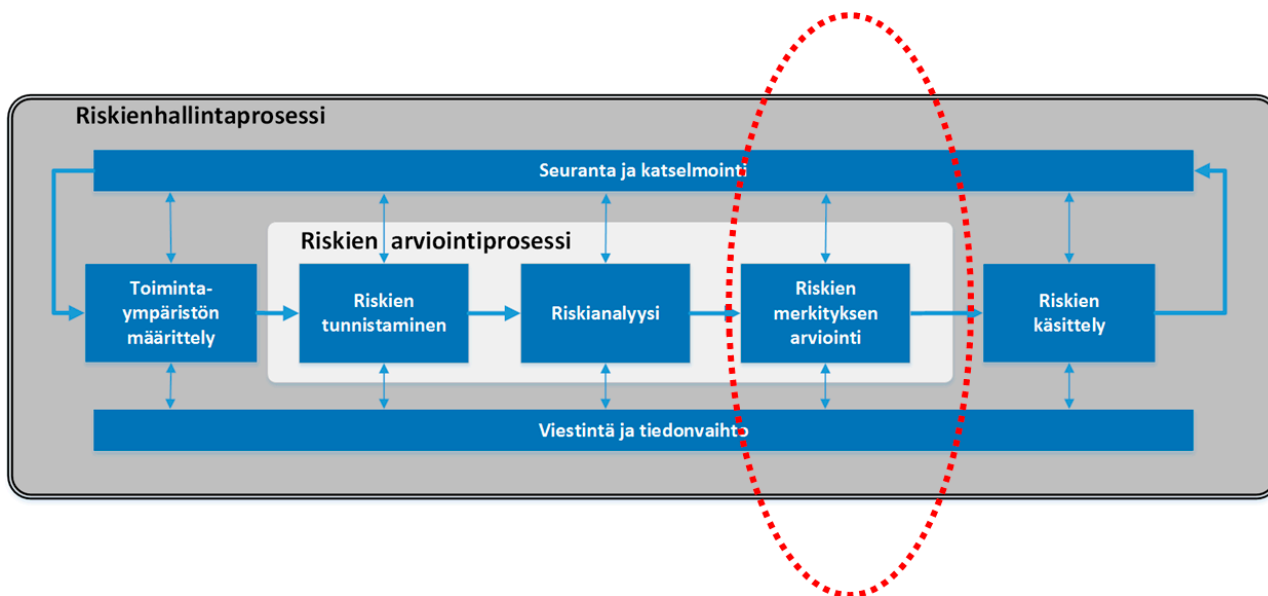 Riskienhallintaprosessi
Seuranta ja katselmointi
Riskien arviointiprosessi
Toiminta-
ympäristön
määrittely
Riskien
tunnistaminen
Riskianalyysi
Riskien
merkityksen
arviointi
Riskien
käsittely
Viestintä ja tiedonvaihto